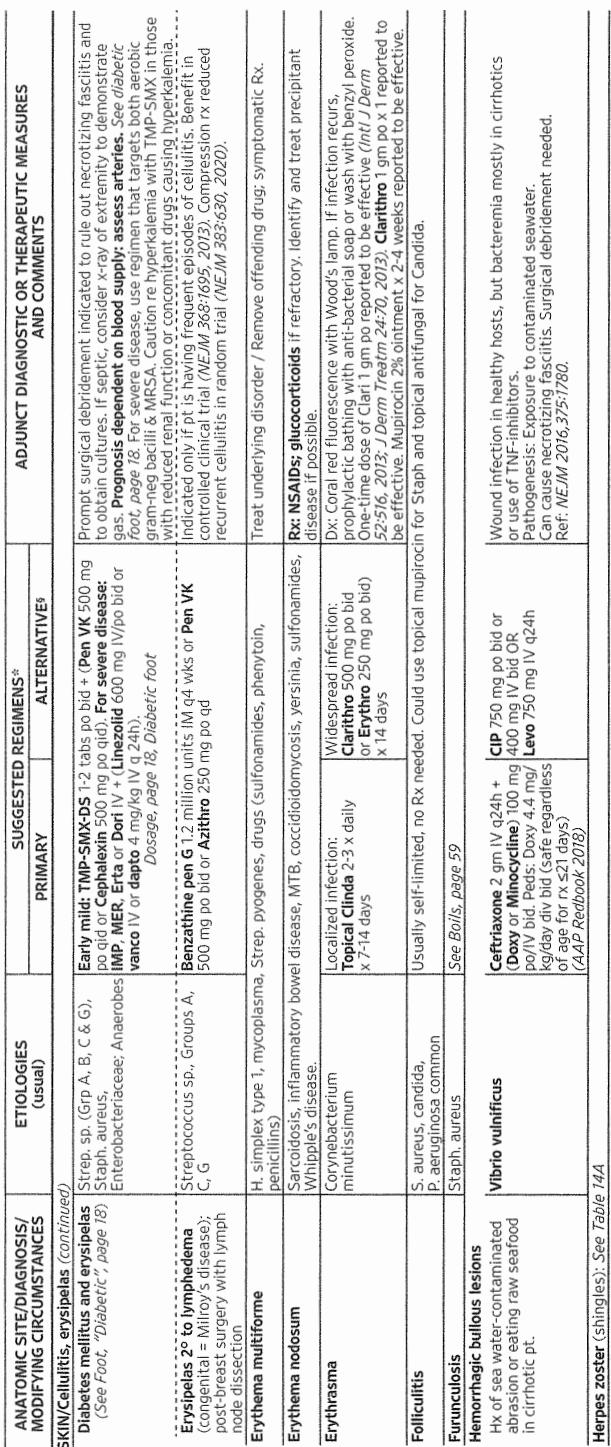 ANATOMIC SITE/DIAGNOSIS/
MODIFYING CIRCUMSTANCES
ETIOLOGIES
(usual)
SUGGESTED REGIMENS*
PRIMARY
ALTERNATIVE§
ADJUNCT DIAGNOSTIC OR THERAPEUTIC MEASURES
AND COMMENTS
SKIN/Cellulitis, erysipelas (continued)
Diabetes mellitus and erysipelas
(See Foot, "Diabetic", page 18)
Strep. sp. (Grp A, B, C & G),
Staph. aureus,
Enterobacteriaceae; Anaerobes
Early mild: TMP-SMX-DS 1-2 tabs po bid + (Pen VK 500 mg
po qid or Cephalexin 500 mg po qid). For severe disease:
IMP, MER, Erta or Dori IV + (Linezolid 600 mg IV/po bid or
vanco IV or dapto 4 mg/kg IV q 24h).
Dosage, page 18, Diabetic foot
Prompt surgical debridement indicated to rule out necrotizing fasciitis and
to obtain cultures. If septic, consider x-ray of extremity to demonstrate
gas. Prognosis dependent on blood supply: assess arteries. See diabetic
foot, page 18. For severe disease, use regimen that targets both aerobic
gram-neg bacilli & MRSA. Caution re hyperkalemia with TMP-SMX in those
with reduced renal function or concomitant drugs causing hyperkalemia.
Erysipelas 2° to lymphedema
(congenital = Milroy's disease);
post-breast surgery with lymph
node dissection
Streptococcus sp., Groups A,
C, G
Benzathine pen G 1.2 million units IM q4 wks or Pen VK
500 mg po bid or Azithro 250 mg po qd
Indicated only if pt is having frequent episodes of cellulitis. Benefit in
controlled clinical trial (NEJM 368:1695, 2013). Compression rx reduced
recurrent cellulitis in random trial (NEJM 383:630, 2020).
Erythema multiforme
H. simplex type 1, mycoplasma, Strep. pyogenes, drugs (sulfonamides, phenytoin,
penicillins)
Treat underlying disorder / Remove offending drug; symptomatic Rx.
Erythema nodosum
Sarcoidosis, inflammatory bowel disease, MTB, coccidioidomycosis, yersinia, sulfonamides,
Whipple's disease.
Rx: NSAIDs; glucocorticoids if refractory. Identify and treat precipitant
disease if possible.
Erythrasma
Corynebacterium
minutissimum
Localized infection:
Topical Clinda 2-3 x daily
x 7-14 days
Widespread infection:
Clarithro 500 mg po bid
or Erythro 250 mg po bid)
x 14 days
Dx: Coral red fluorescence with Wood's lamp. If infection recurs,
prophylactic bathing with anti-bacterial soap or wash with benzyl peroxide.
One-time dose of Clari 1 gm po reported to be effective (Intl J Derm
52:516, 2013; J Derm Treatm 24:70, 2013). Clarithro 1 gm po x 1 reported to
be effective. Mupirocin 2% ointment x 2-4 weeks reported to be effective.
Folliculitis
S. aureus, candida,
P. aeruginosa common
Usually self-limited, no Rx needed. Could use topical mupirocin for Staph and topical antifungal for Candida.
Furunculosis
Staph. aureus
See Boils, page 59
Hemorrhagic bullous lesions
Hx of sea water-contaminated
abrasion or eating raw seafood
in cirrhotic pt.
Vibrio vulnificus
Ceftriaxone 2 gm IV q24h +
(Doxy or Minocycline) 100 mg
po/IV bid. Peds: Doxy 4.4 mg/
kg/day div bid (safe regardless
of age for rx ≤21 days)
(AAP Redbook 2018)
CIP 750 mg po bid or
400 mg IV bid OR
Levo 750 mg IV q24h
Wound infection in healthy hosts, but bacteremia mostly in cirrhotics
or use of TNF-inhibitors.
Pathogenesis: Exposure to contaminated seawater.
Can cause necrotizing fasciitis. Surgical debridement needed.
Ref: NEJM 2016,375:1780.
Herpes zoster (shingles): See Table 14A